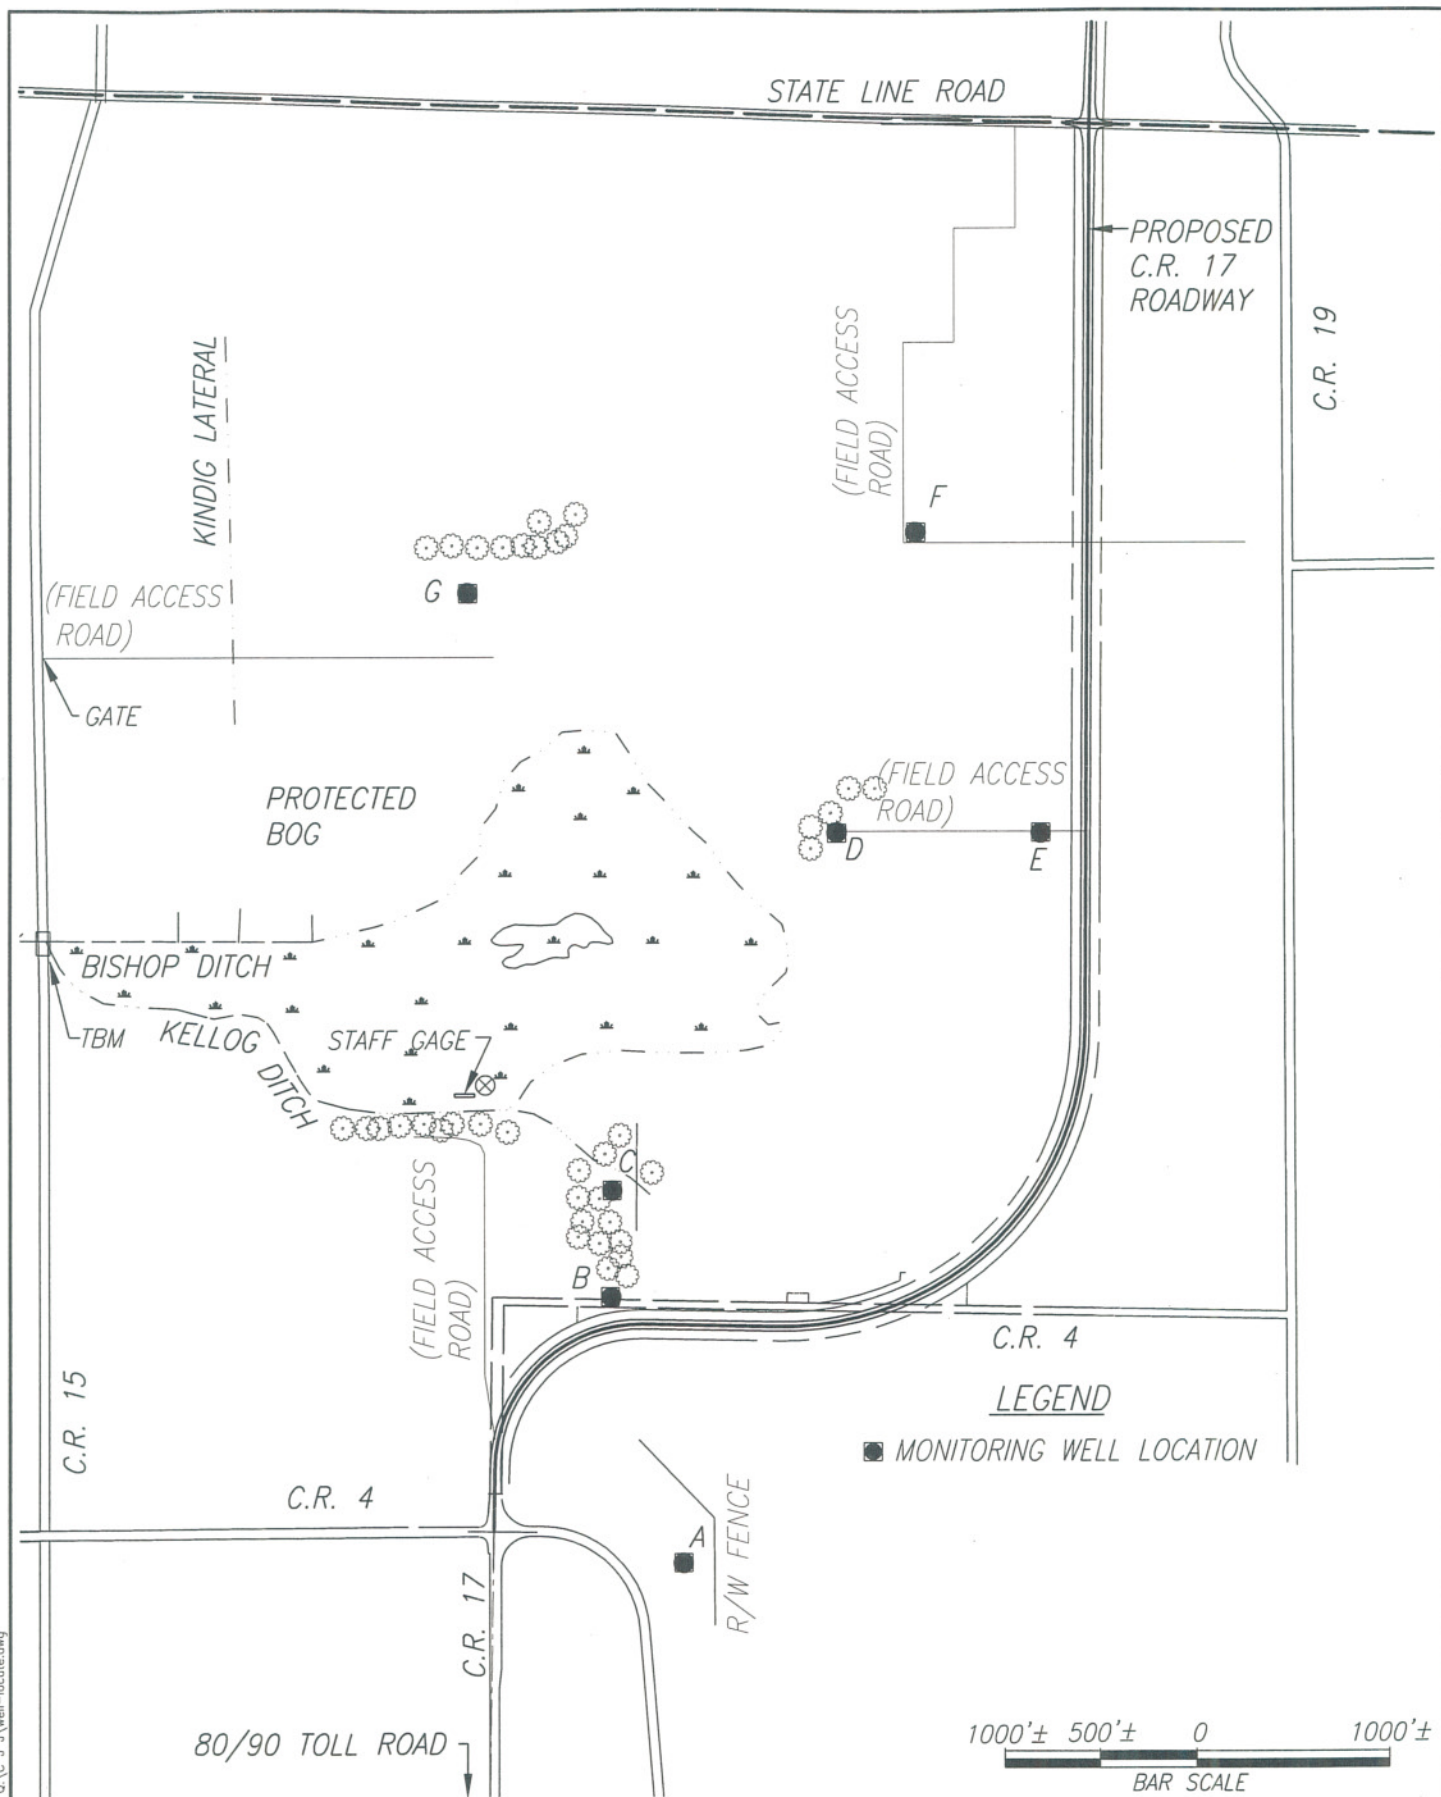 STATE LINE ROAD
PROPOSED
C.R. 17
ROADWAY
C.R. 19
KINDIG LATERAL
(FIELD ACCESS
ROAD)
F
G
(FIELD ACCESS
ROAD)
GATE
PROTECTED
BOG
(FIELD ACCESS
ROAD)
D
E
BISHOP DITCH
TBM
KELLOG
DITCH
STAFF GAGE
C
(FIELD ACCESS
ROAD)
B
C.R. 4
C.R. 15
LEGEND
MONITORING WELL LOCATION
C.R. 4
A
R/W FENCE
C.R. 17
80/90 TOLL ROAD
1000'± 500'± 0 1000'±
BAR SCALE